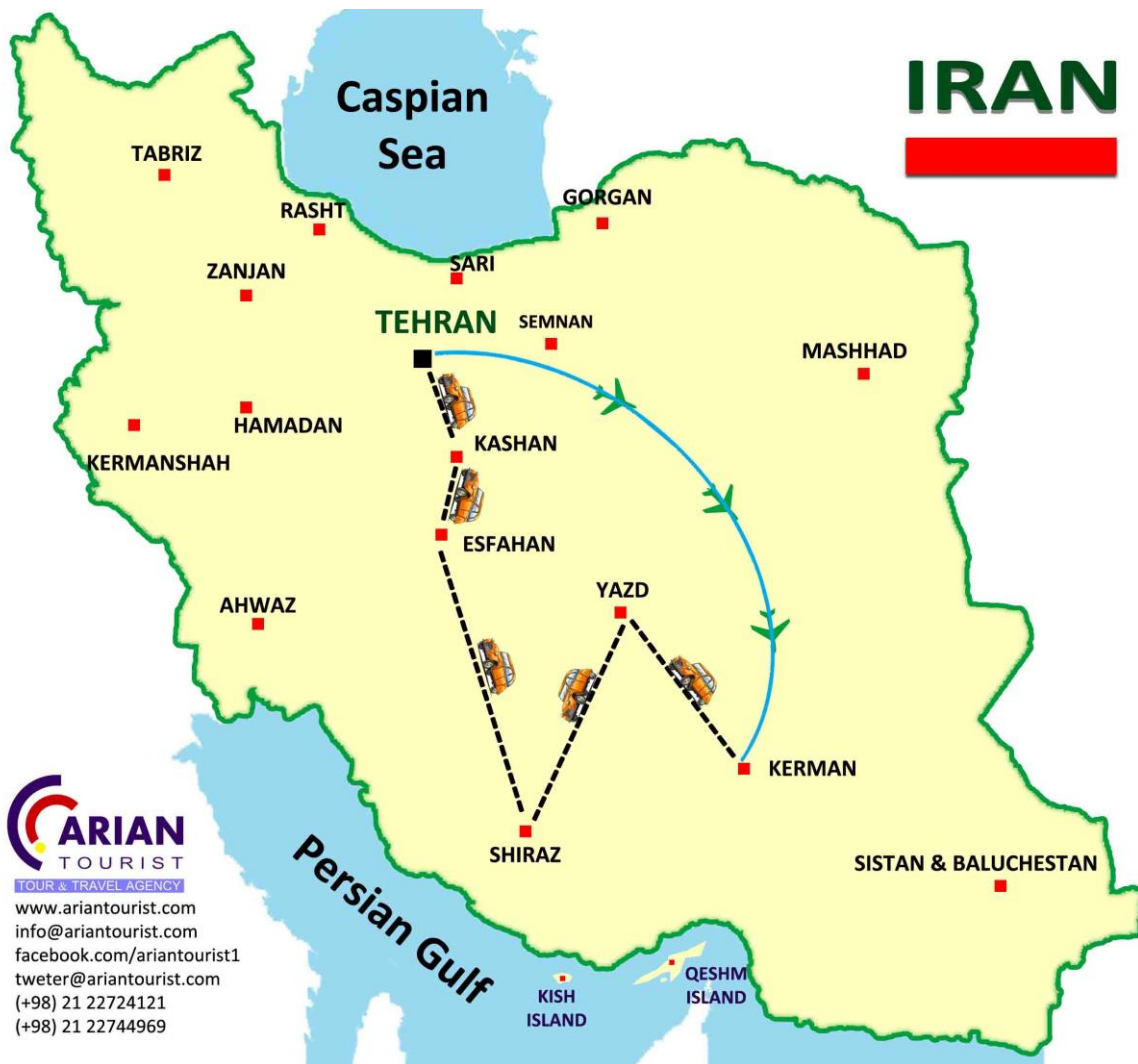 IRAN
Caspian
Sea
TABRIZ
RASHT
GORGAN
ZANJAN
SARI
TEHRAN
SEMNAN
MASHHAD
HAMADAN
KERMANSHAH
KASHAN
ESFAHAN
AHWAZ
YAZD
KERMAN
SHIRAZ
SISTAN & BALUCHESTAN
Persian Gulf
KISH
ISLAND
QESHM
ISLAND
ARIAN
TOURIST
TOUR & TRAVEL AGENCY
www.ariantourist.com
info@ariantourist.com
facebook.com/ariantourist1
tweter@ariantourist.com
(+98) 21 22724121
(+98) 21 22744969